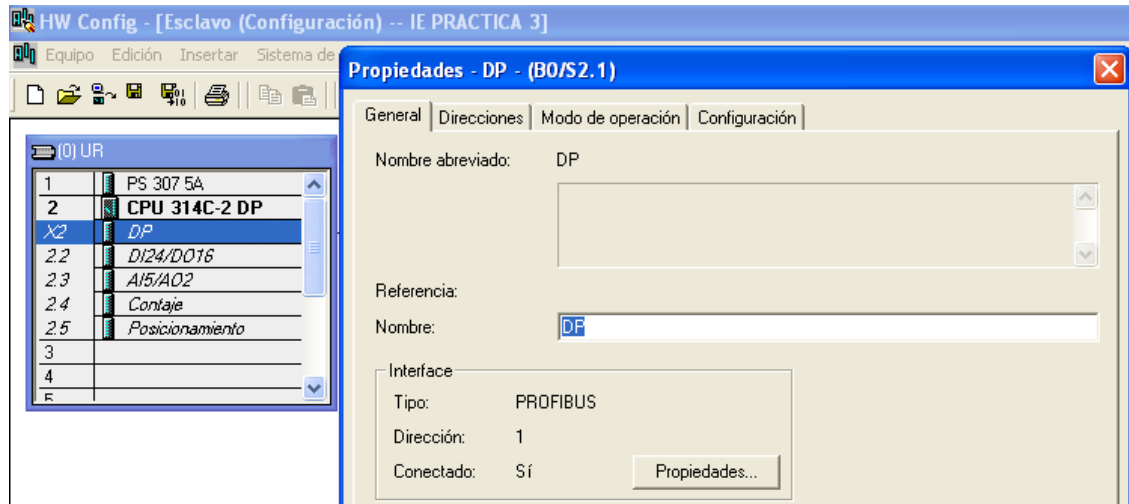 HW Config - [Esclavo (Configuración) -- IE PRACTICA 3]
Equipo Edición Insertar Sistema de
Propiedades - DP - (B0/S2.1)
General Direcciones Modo de operación Configuración
(0) UR
1 PS 307 5A
2 CPU 314C-2 DP
X2 DP
2.2 DI24/DO16
2.3 AI5/AO2
2.4 Contaje
2.5 Posicionamiento
3
4
Nombre abreviado: DP
Referencia:
Nombre: DP
Interface
Tipo: PROFIBUS
Dirección: 1
Conectado: Sí Propiedades...